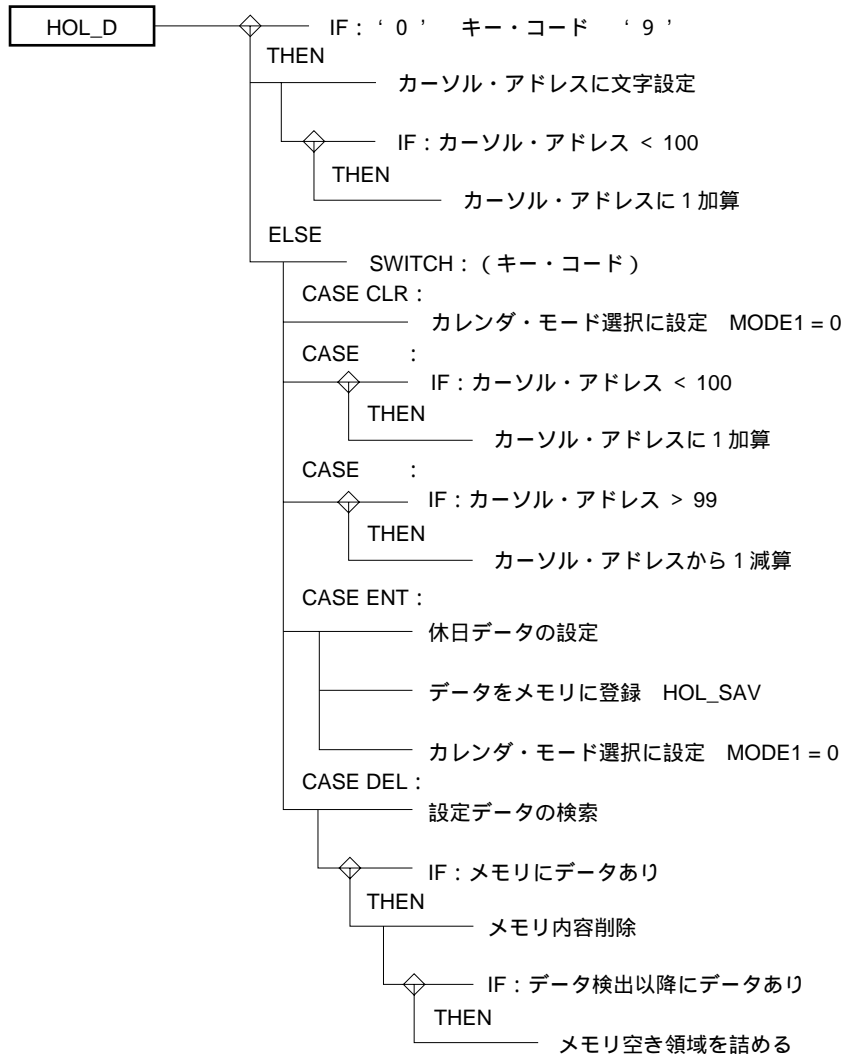 HOL_D
IF：‘０’　キー・コード　‘９’
THEN
カーソル・アドレスに文字設定
IF：カーソル・アドレス < 100
THEN
カーソル・アドレスに１加算
ELSE
SWITCH：（キー・コード）
CASE CLR：
カレンダ・モード選択に設定　MODE1 = 0
CASE　　：
IF：カーソル・アドレス < 100
THEN
カーソル・アドレスに１加算
CASE　　：
IF：カーソル・アドレス > 99
THEN
カーソル・アドレスから１減算
CASE ENT：
休日データの設定
データをメモリに登録　HOL_SAV
カレンダ・モード選択に設定　MODE1 = 0
CASE DEL：
設定データの検索
IF：メモリにデータあり
THEN
メモリ内容削除
IF：データ検出以降にデータあり
THEN
メモリ空き領域を詰める